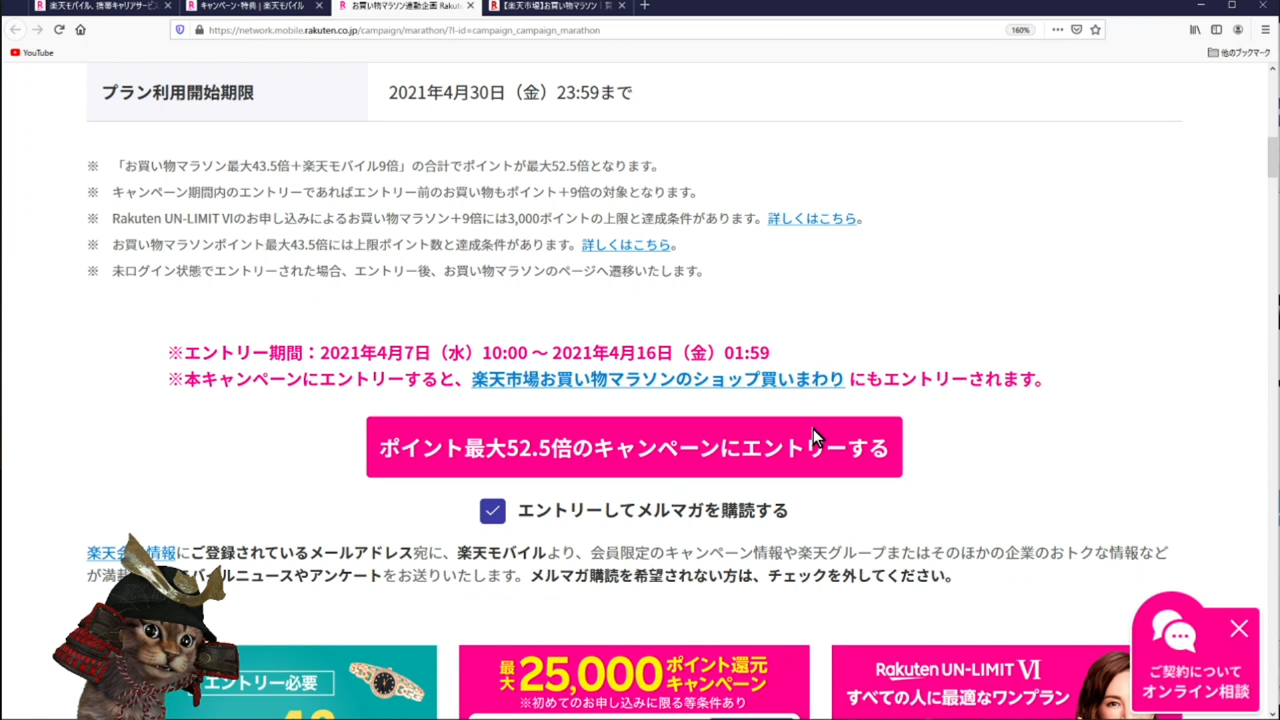 楽天モバイル、携帯キャリアサービ
キャンペーン・特典 | 楽天モバイル
お買い物マラソン連動企画 Rakut
【楽天市場】お買い物マラソン｜買
https://network.mobile.rakuten.co.jp/campaign/marathon/?l-id=campaign_campaign_marathon
160%
YouTube
他のブックマーク
プラン利用開始期限
2021年4月30日（金）23:59まで
※ 「お買い物マラソン最大43.5倍＋楽天モバイル9倍」の合計でポイントが最大52.5倍となります。
※ キャンペーン期間内のエントリーであればエントリー前のお買い物もポイント＋9倍の対象となります。
※ Rakuten UN-LIMIT Ⅵのお申し込みによるお買い物マラソン＋9倍には3,000ポイントの上限と達成条件があります。詳しくはこちら。
※ お買い物マラソンポイント最大43.5倍には上限ポイント数と達成条件があります。詳しくはこちら。
※ 未ログイン状態でエントリーされた場合、エントリー後、お買い物マラソンのページへ遷移いたします。
※エントリー期間：2021年4月7日（水）10:00 〜 2021年4月16日（金）01:59
※本キャンペーンにエントリーすると、楽天市場お買い物マラソンのショップ買いまわり にもエントリーされます。
ポイント最大52.5倍のキャンペーンにエントリーする
エントリーしてメルマガを購読する
楽天会 情報にご登録されているメールアドレス宛に、楽天モバイルより、会員限定のキャンペーン情報や楽天グループまたはそのほかの企業のおトクな情報など
が満 バイルニュースやアンケートをお送りいたします。メルマガ購読を希望されない方は、チェックを外してください。
エントリー必要
最大25,000ポイント還元キャンペーン
※初めてのお申し込みに限る等条件あり
Rakuten UN-LIMIT Ⅵ
すべての人に最適なワンプラン
ご契約について
オンライン相談